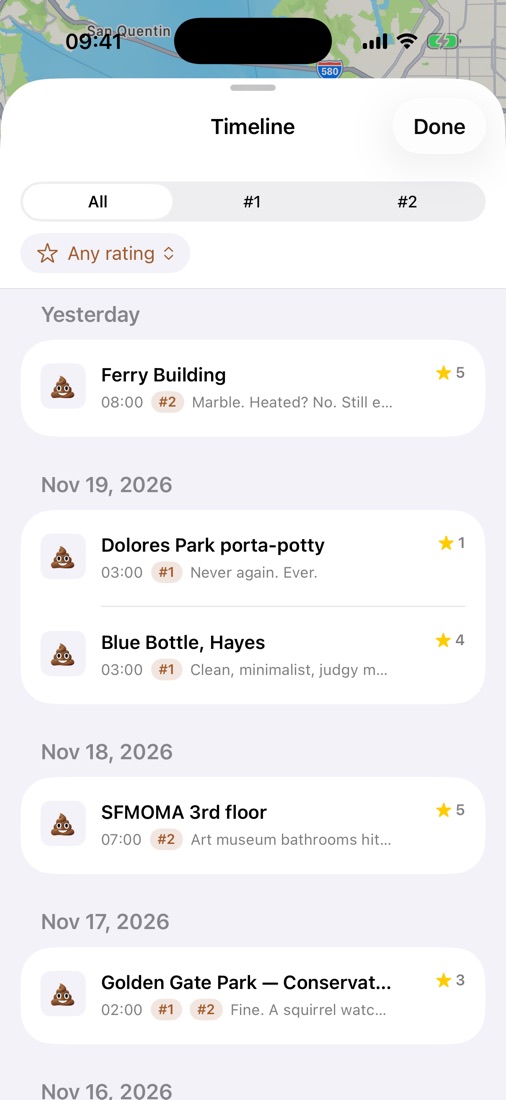 San Quentin
09:41
580
Timeline
Done
All
#1
#2
Any rating
Yesterday
Ferry Building
5
08:00 #2 Marble. Heated? No. Still e...
Nov 19, 2026
Dolores Park porta-potty
1
03:00 #1 Never again. Ever.
Blue Bottle, Hayes
4
03:00 #1 Clean, minimalist, judgy m...
Nov 18, 2026
SFMOMA 3rd floor
5
07:00 #2 Art museum bathrooms hit...
Nov 17, 2026
Golden Gate Park — Conservat...
3
02:00 #1 #2 Fine. A squirrel watc...
Nov 16, 2026